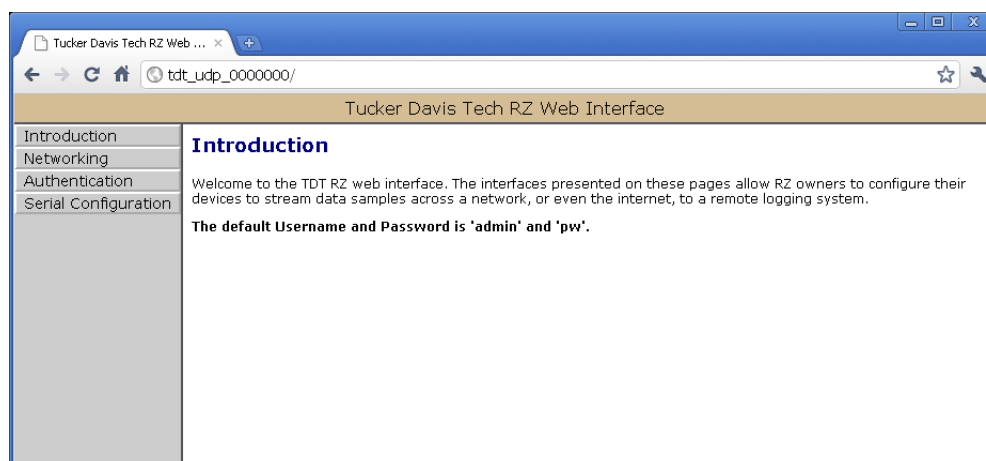 Tucker Davis Tech RZ Web ...
tdt_udp_0000000/
Tucker Davis Tech RZ Web Interface
Introduction
Networking
Authentication
Serial Configuration
Introduction
Welcome to the TDT RZ web interface. The interfaces presented on these pages allow RZ owners to configure their
devices to stream data samples across a network, or even the internet, to a remote logging system.
The default Username and Password is 'admin' and 'pw'.